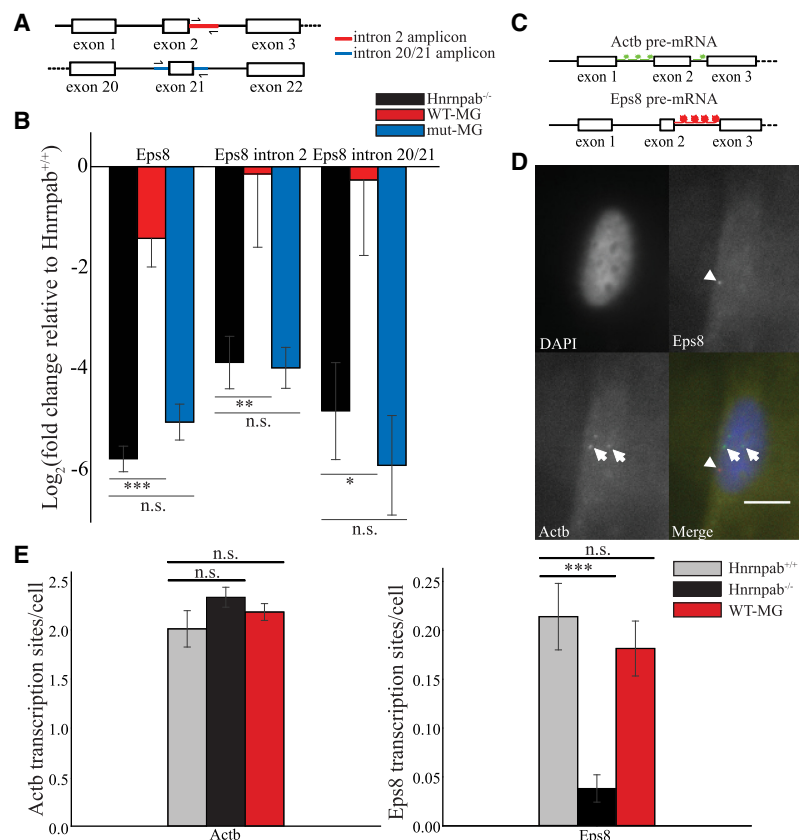 A
exon 1
exon 2
exon 3
intron 2 amplicon
intron 20/21 amplicon
exon 20
exon 21
exon 22
B
Hnrnpab-/-
WT-MG
mut-MG
Eps8
Eps8 intron 2
Eps8 intron 20/21
Log2(fold change relative to Hnrnpab+/+)
0
-2
-4
-6
***
n.s.
**
n.s.
*
n.s.
C
Actb pre-mRNA
exon 1
exon 2
exon 3
Eps8 pre-mRNA
exon 1
exon 2
exon 3
D
DAPI
Eps8
Actb
Merge
E
Actb transcription sites/cell
2.5
2.0
1.5
1.0
0.5
0.0
n.s.
n.s.
Actb
Eps8 transcription sites/cell
0.25
0.20
0.15
0.10
0.05
0.00
n.s.
***
Eps8
Hnrnpab+/+
Hnrnpab-/-
WT-MG